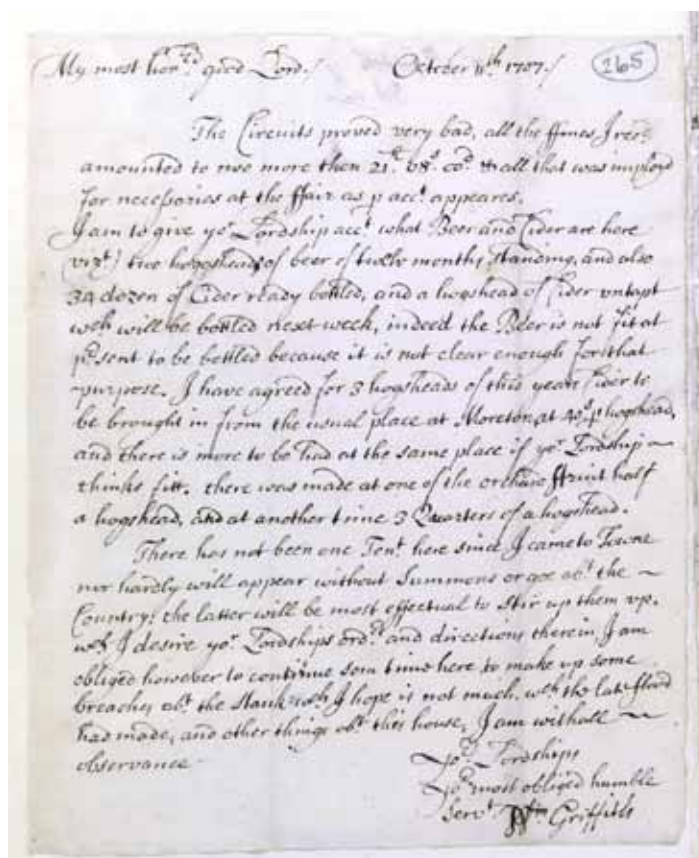 My most hon.ed good Lord./ October 11th 1707./ 265
The Circuits proved very bad, all the ffines I recd.
amounted to noe more then 21£. 08s. 00d. & all that was imployd
for necessaries at the ffair as p acct. appeares.
I am to give yor. Lordship acct. what Beer and Cider are here
(vizt.) two hogsheads of beer of twelv months standing, and also
34 dozen of Cider ready bottled, and a hogshead of Cider vntapt
wch will be bottled next week, indeed the Beer is not fit at
p'sent to be bottled because it is not clear enough for that
purpose. I have agreed for 3 hogsheads of this years Cider to
be brought in from the usual place at Moreton, at 40s. p hogshead,
and there is more to be had at the same place if yor. Lordship ~
thinks fitt. there was made at one of the orchard half
a hogshead, and at another time 3 Quarters of a hogshead.
There has not been one Tent. here since I came to Towne
nor hardly will appear without Summons or goe abt. the ~
Country; the latter will be most effectual to stir up them vp.
wch I desire yor. Lordships ordrs. and directions therein, I am
obliged however to continue som time here to make up some
breaches abt. the Stank wch I hope is not much. wch the late flood
had made, and other things abt. this house, I am withall ~
observance
yor. Lordships
yor. most obliged humble
Servt. Wm Griffith